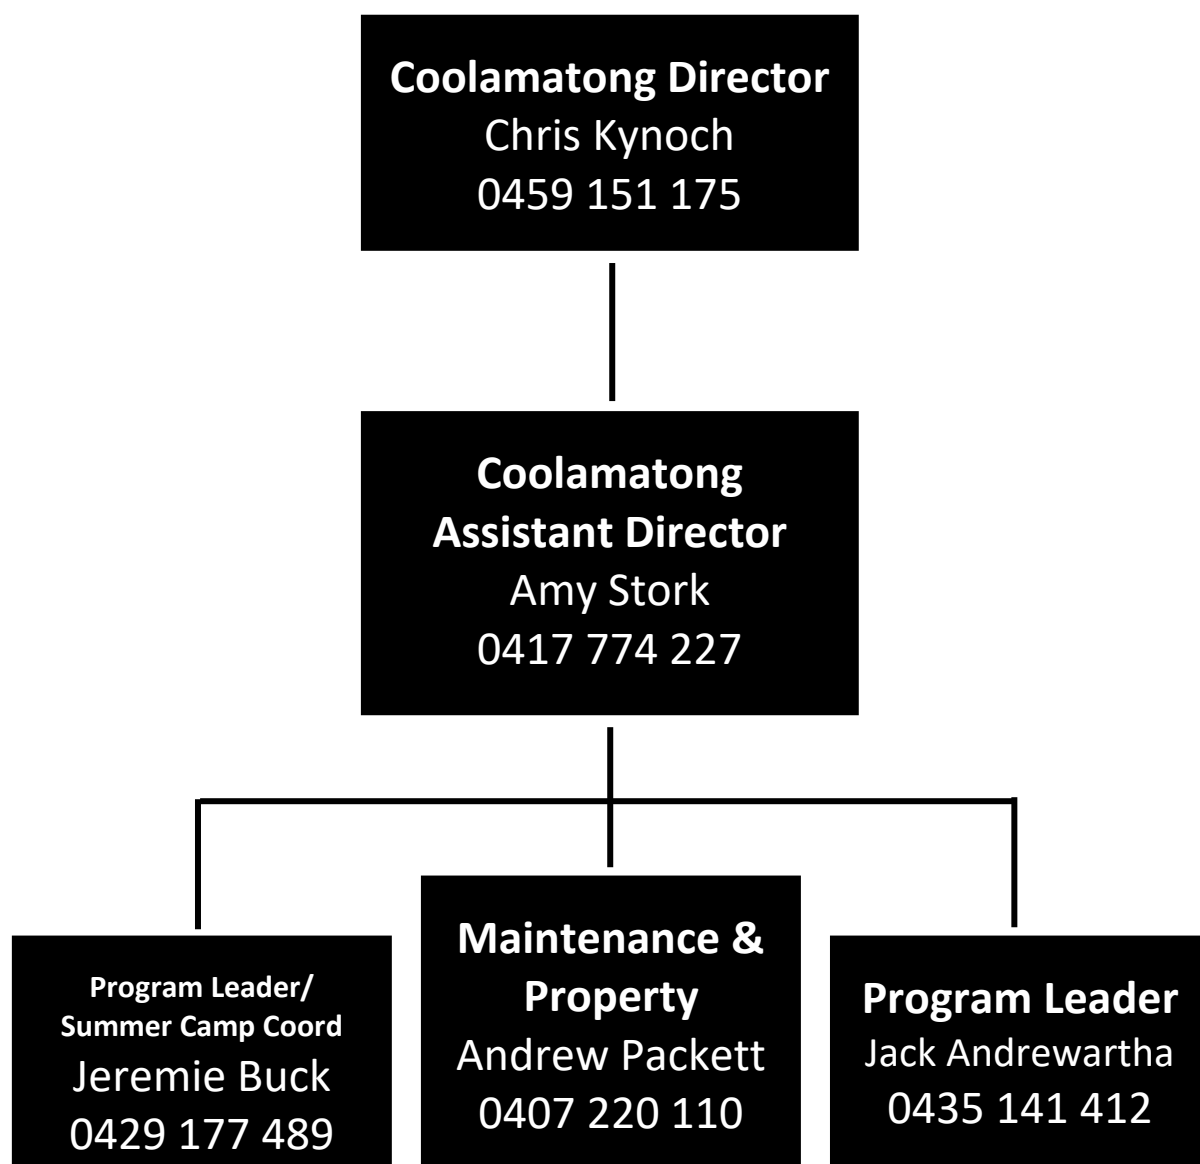 Coolamatong Director
Chris Kynoch
0459 151 175
Coolamatong
Assistant Director
Amy Stork
0417 774 227
Program Leader/
Summer Camp Coord
Jeremie Buck
0429 177 489
Maintenance &
Property
Andrew Packett
0407 220 110
Program Leader
Jack Andrewartha
0435 141 412